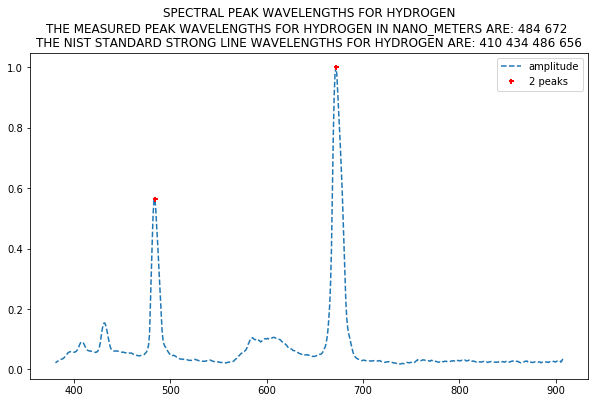 SPECTRAL PEAK WAVELENGTHS FOR HYDROGEN
THE MEASURED PEAK WAVELENGTHS FOR HYDROGEN IN NANO_METERS ARE: 484 672
THE NIST STANDARD STRONG LINE WAVELENGTHS FOR HYDROGEN ARE: 410 434 486 656
amplitude
2 peaks
1.0
0.8
0.6
0.4
0.2
0.0
400 500 600 700 800 900